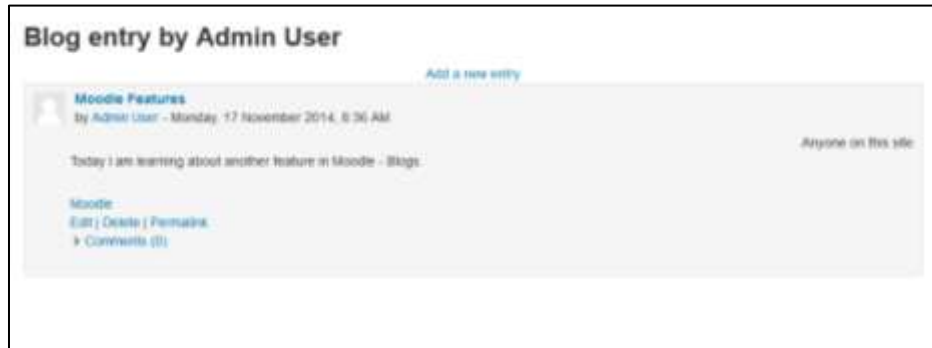 Blog entry by Admin User
Add a new entry
Moodle Features
by Admin User - Monday, 17 November 2014, 8:36 AM
Anyone on this site
Today I am learning about another feature in Moodle - Blogs.
Moodle
Edit | Delete | Permalink
Comments (0)